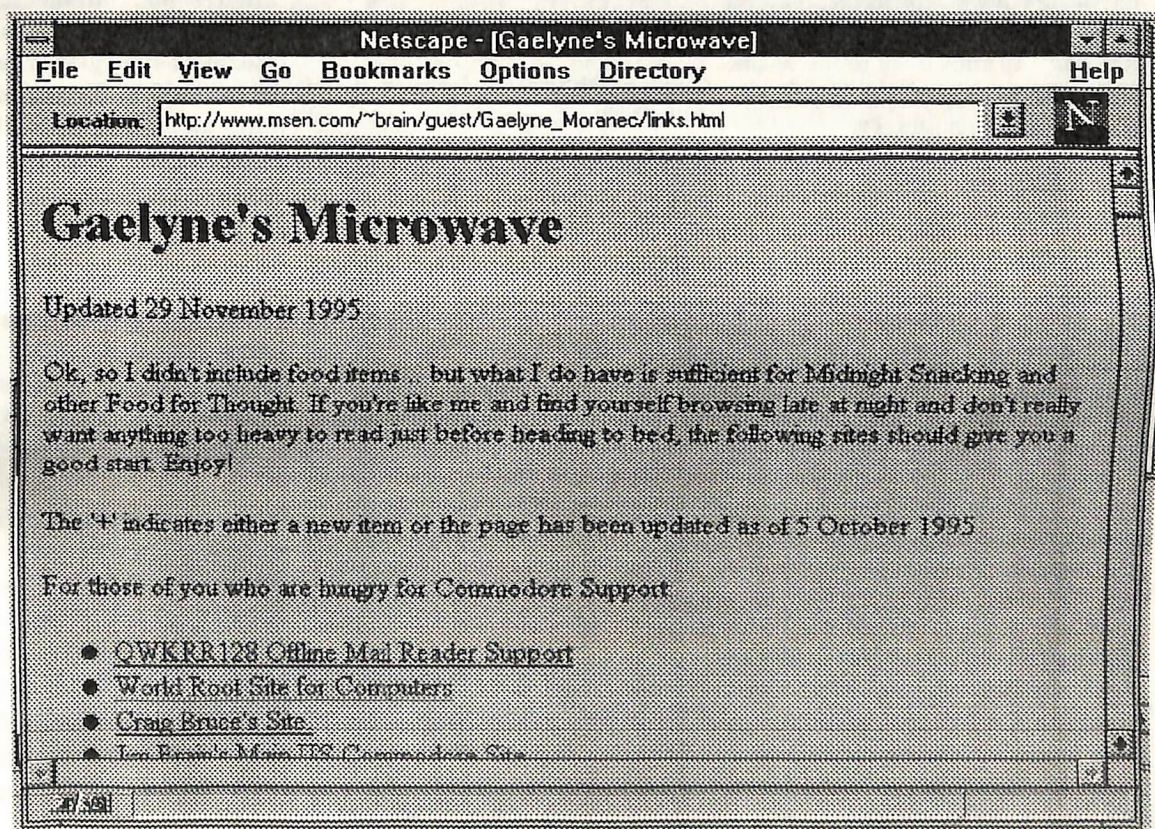 Netscape - [Gaelyne's Microwave]
File Edit View Go Bookmarks Options Directory Help
Location: http://www.msen.com/~brain/guest/Gaelyne_Moranec/links.html
N
Gaelyne's Microwave
Updated 29 November 1995
Ok, so I didn't include food items... but what I do have is sufficient for Midnight Snacking and
other Food for Thought. If you're like me and find yourself browsing late at night and don't really
want anything too heavy to read just before heading to bed, the following sites should give you a
good start. Enjoy!
The '+' indicates either a new item or the page has been updated as of 5 October 1995
For those of you who are hungry for Commodore Support
QWKRR128 Offline Mail Reader Support
World Root Site for Computers
Craig Bruce's Site
Brain's Main US Commodore Site